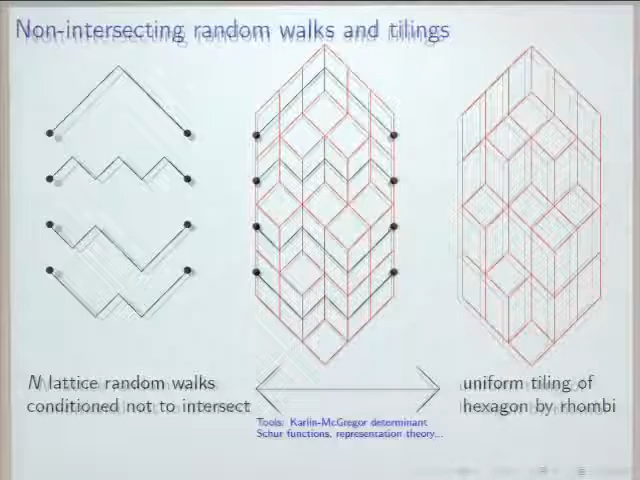 Non-intersecting random walks and tilings
N lattice random walks
conditioned not to intersect
uniform tiling of
hexagon by rhombi
Tools: Karlin-McGregor determinant
Schur functions, representation theory...